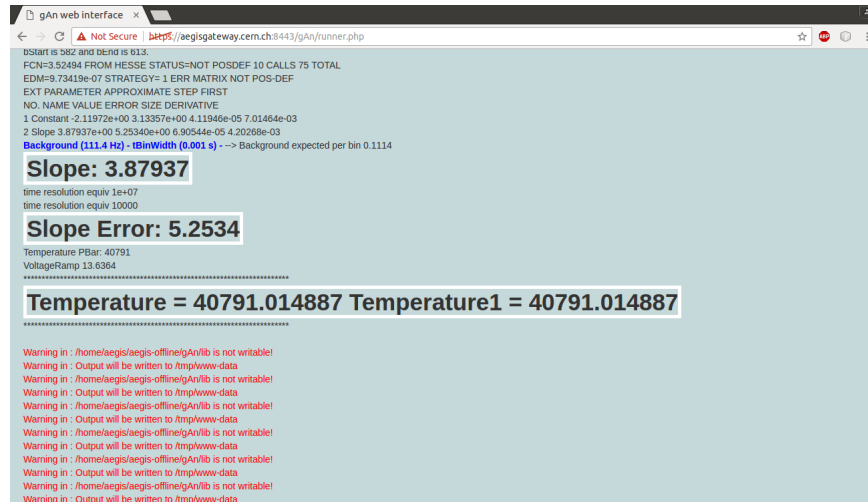 gAn web interface ×
Not Secure | https://aegisgateway.cern.ch:8443/gAn/runner.php
ABP
bStart is 582 and bEnd is 613.
FCN=3.52494 FROM HESSE STATUS=NOT POSDEF 10 CALLS 75 TOTAL
EDM=9.73419e-07 STRATEGY= 1 ERR MATRIX NOT POS-DEF
EXT PARAMETER APPROXIMATE STEP FIRST
NO. NAME VALUE ERROR SIZE DERIVATIVE
1 Constant -2.11972e+00 3.13357e+00 4.11946e-05 7.01464e-03
2 Slope 3.87937e+00 5.25340e+00 6.90544e-05 4.20268e-03
Background (111.4 Hz) - tBinWidth (0.001 s) - --> Background expected per bin 0.1114
Slope: 3.87937
time resolution equiv 1e+07
time resolution equiv 10000
Slope Error: 5.2534
Temperature PBar: 40791
VoltageRamp 13.6364
*************************************************************************
Temperature = 40791.014887 Temperature1 = 40791.014887
*************************************************************************
Warning in : /home/aegis/aegis-offline/gAn/lib is not writable!
Warning in : Output will be written to /tmp/www-data
Warning in : /home/aegis/aegis-offline/gAn/lib is not writable!
Warning in : Output will be written to /tmp/www-data
Warning in : /home/aegis/aegis-offline/gAn/lib is not writable!
Warning in : Output will be written to /tmp/www-data
Warning in : /home/aegis/aegis-offline/gAn/lib is not writable!
Warning in : Output will be written to /tmp/www-data
Warning in : /home/aegis/aegis-offline/gAn/lib is not writable!
Warning in : Output will be written to /tmp/www-data
Warning in : /home/aegis/aegis-offline/gAn/lib is not writable!
Warning in : Output will be written to /tmp/www-data